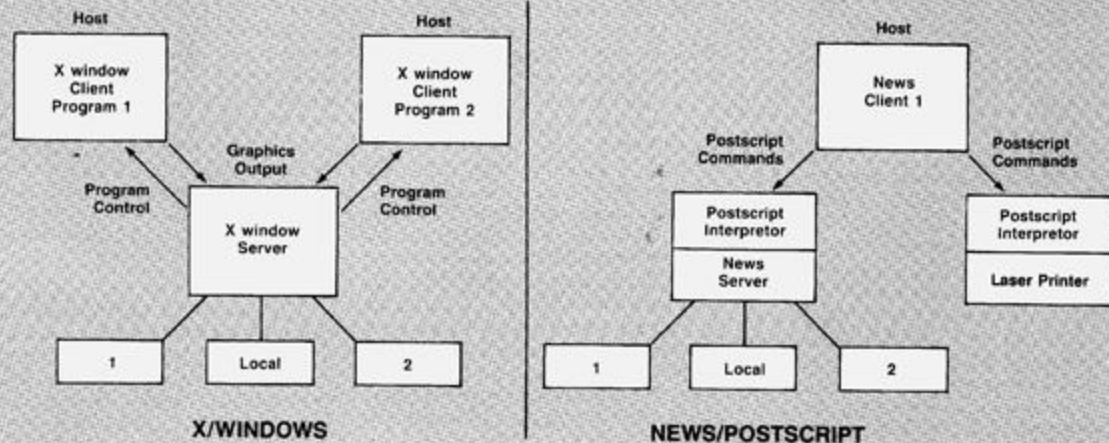 Host
X window
Client
Program 1
Host
X window
Client
Program 2
Graphics
Output
Program
Control
Program
Control
X window
Server
1
Local
2
X/WINDOWS
Host
News
Client 1
Postscript
Commands
Postscript
Commands
Postscript
Interpretor
News
Server
Postscript
Interpretor
Laser Printer
1
Local
2
NEWS/POSTSCRIPT